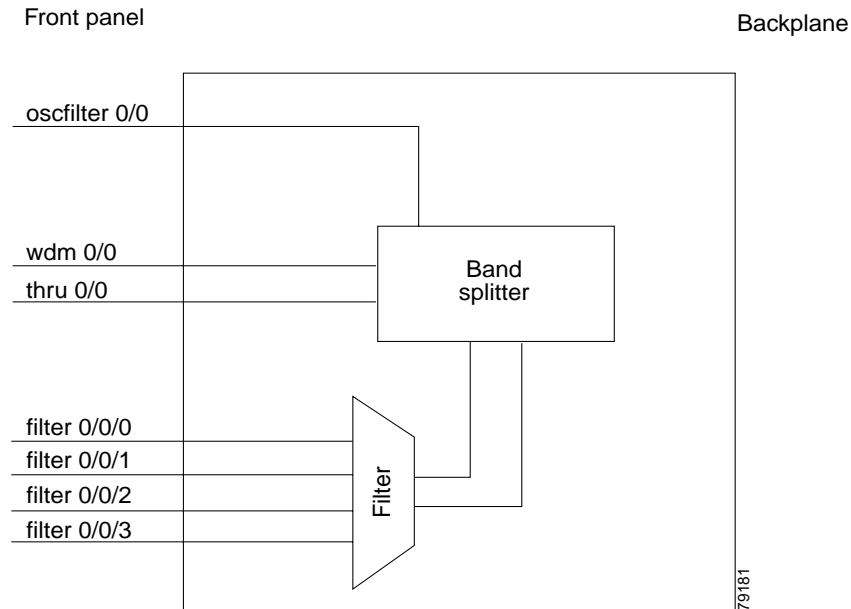 Front panel
Backplane
oscfilter 0/0
wdm 0/0
thru 0/0
Band
splitter
filter 0/0/0
filter 0/0/1
filter 0/0/2
filter 0/0/3
Filter
79181